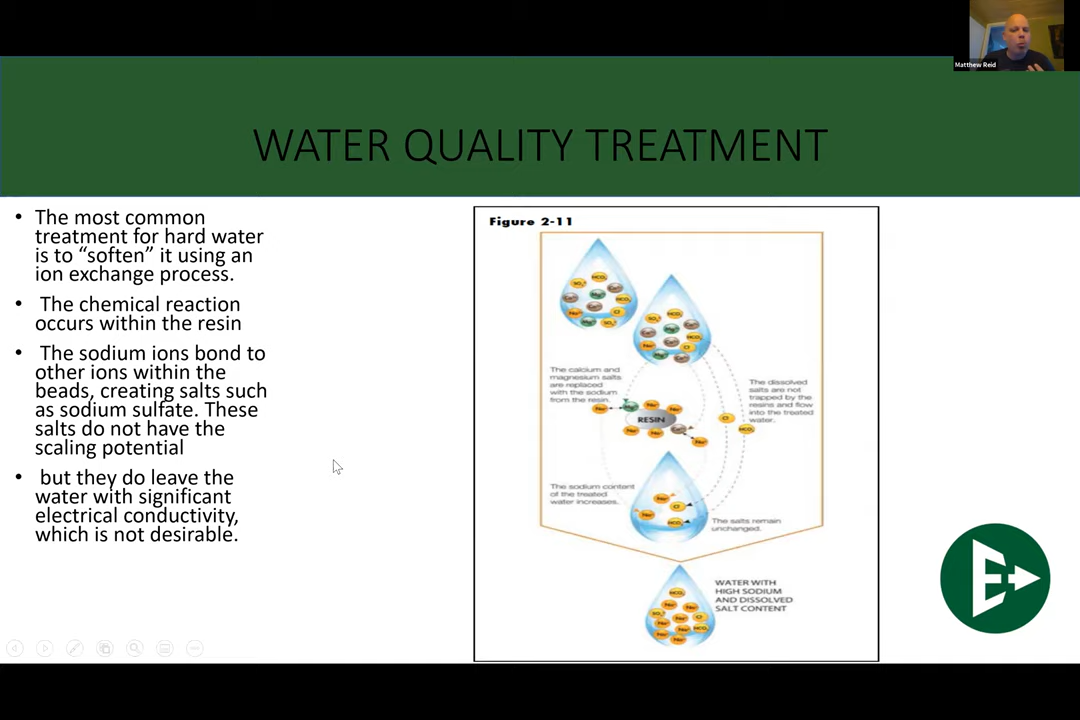 Matthew Reid
WATER QUALITY TREATMENT
• The most common
treatment for hard water
is to “soften” it using an
ion exchange process.
• The chemical reaction
occurs within the resin
• The sodium ions bond to
other ions within the
beads, creating salts such
as sodium sulfate. These
salts do not have the
scaling potential
• but they do leave the
water with significant
electrical conductivity,
which is not desirable.
Figure 2-11
The calcium and
magnesium salts
are replaced
with the sodium
from the resin.
The dissolved
salts are not
trapped by the
resins and flow
into the treated
water.
RESIN
The sodium content
of the treated
water increases.
The salts remain
unchanged.
WATER WITH
HIGH SODIUM
AND DISSOLVED
SALT CONTENT
E